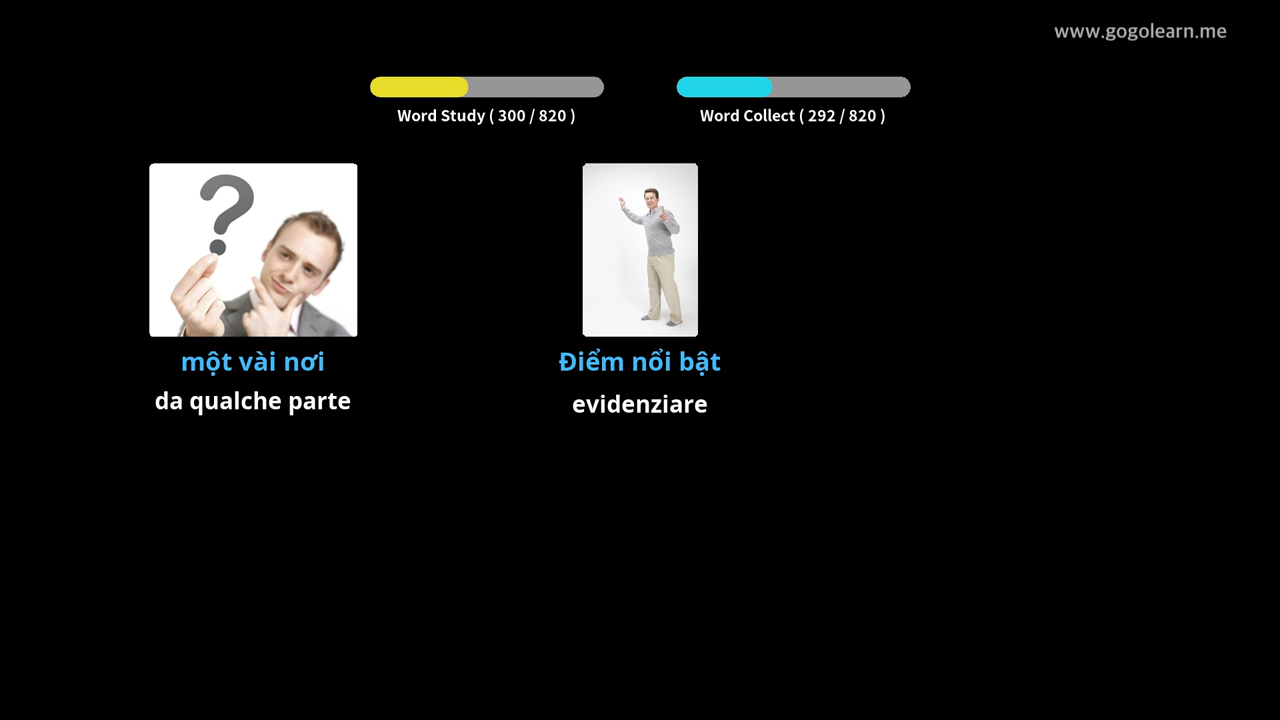 www.gogolearn.me
Word Study ( 300 / 820 )
Word Collect ( 292 / 820 )
một vài nơi
da qualche parte
Điểm nổi bật
evidenziare